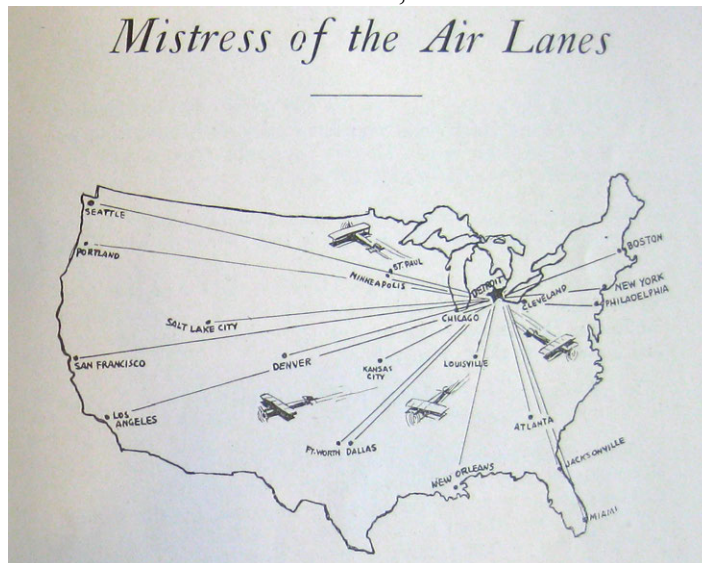 Mistress of the Air Lanes
SEATTLE
PORTLAND
ST. PAUL
MINNEAPOLIS
DETROIT
BOSTON
NEW YORK
CLEVELAND
PHILADELPHIA
CHICAGO
SALT LAKE CITY
SAN FRANCISCO
DENVER
KANSAS
CITY
LOUISVILLE
LOS
ANGELES
ATLANTA
FT. WORTH DALLAS
JACKSONVILLE
NEW ORLEANS
MIAMI